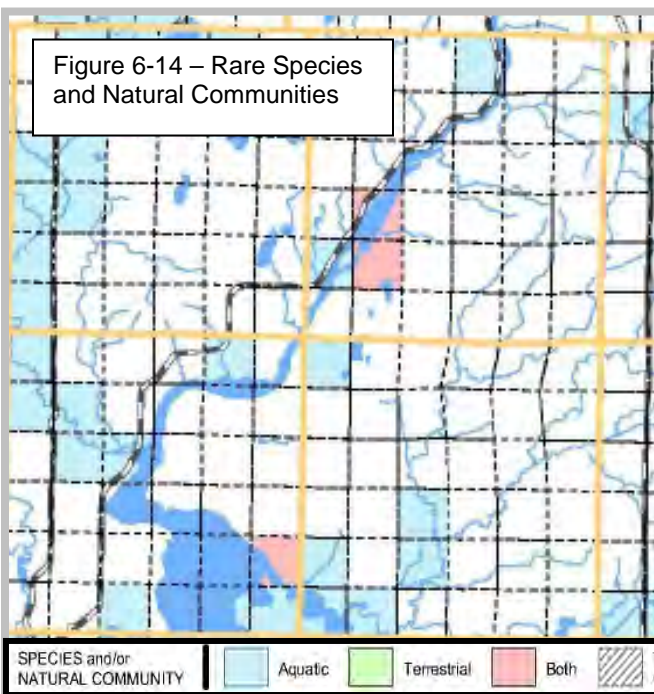 Figure 6-14 – Rare Species
and Natural Communities
SPECIES and/or
NATURAL COMMUNITY
Aquatic
Terrestrial
Both